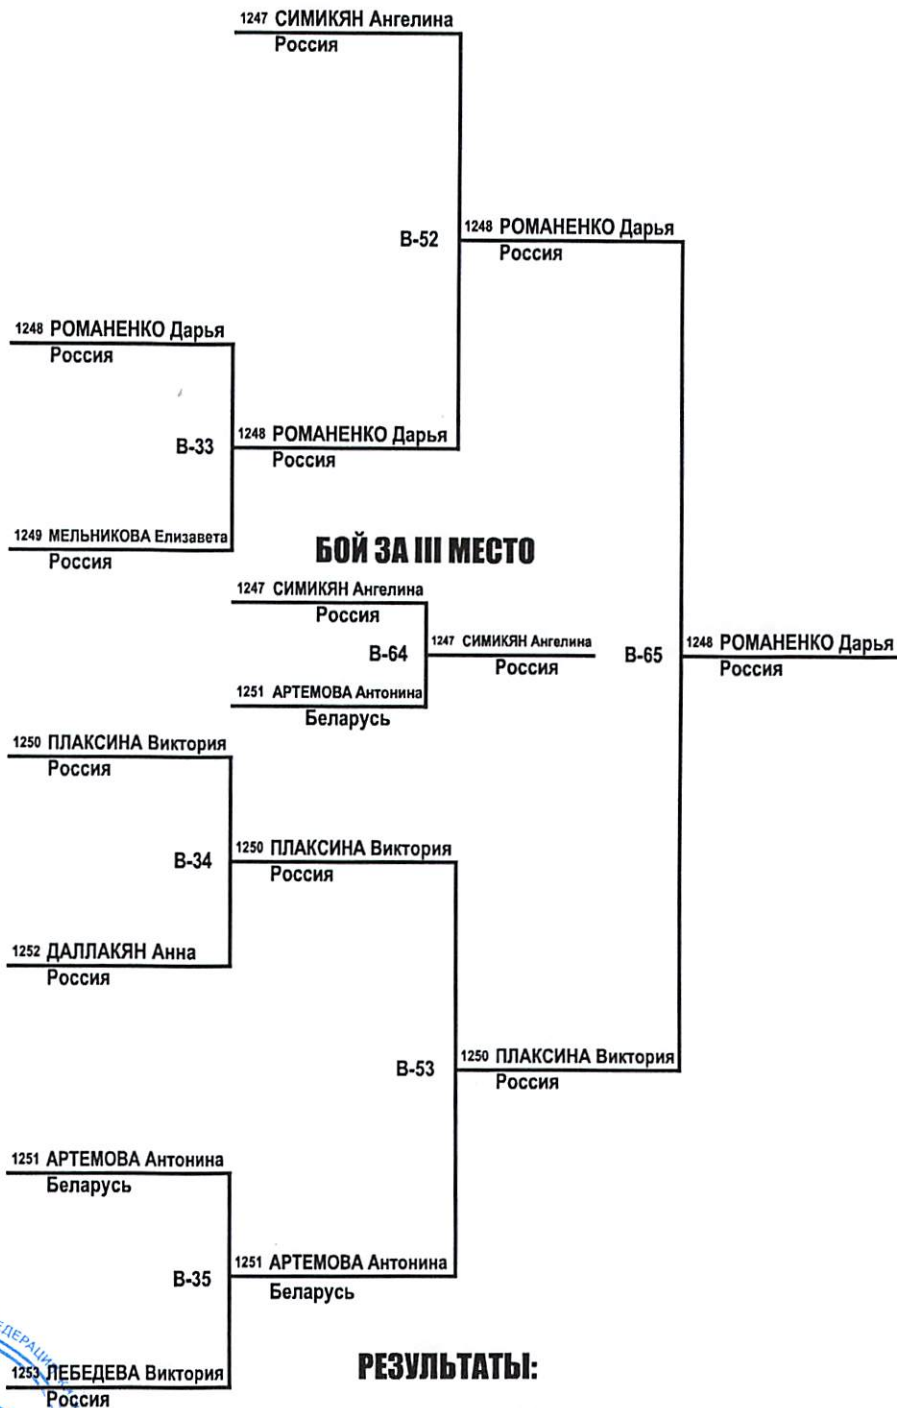 1247 СИМИКЯН Ангелина
Россия
В-52
1248 РОМАНЕНКО Дарья
Россия
1248 РОМАНЕНКО Дарья
Россия
В-33
1248 РОМАНЕНКО Дарья
Россия
1249 МЕЛЬНИКОВА Елизавета
Россия
БОЙ ЗА III МЕСТО
1247 СИМИКЯН Ангелина
Россия
В-64
1247 СИМИКЯН Ангелина
Россия
В-65
1248 РОМАНЕНКО Дарья
Россия
1251 АРТЕМОВА Антонина
Беларусь
1250 ПЛАКСИНА Виктория
Россия
В-34
1250 ПЛАКСИНА Виктория
Россия
1252 ДАЛЛАКЯН Анна
Россия
В-53
1250 ПЛАКСИНА Виктория
Россия
1251 АРТЕМОВА Антонина
Беларусь
В-35
1251 АРТЕМОВА Антонина
Беларусь
РЕЗУЛЬТАТЫ:
1253 ЛЕБЕДЕВА Виктория
Россия